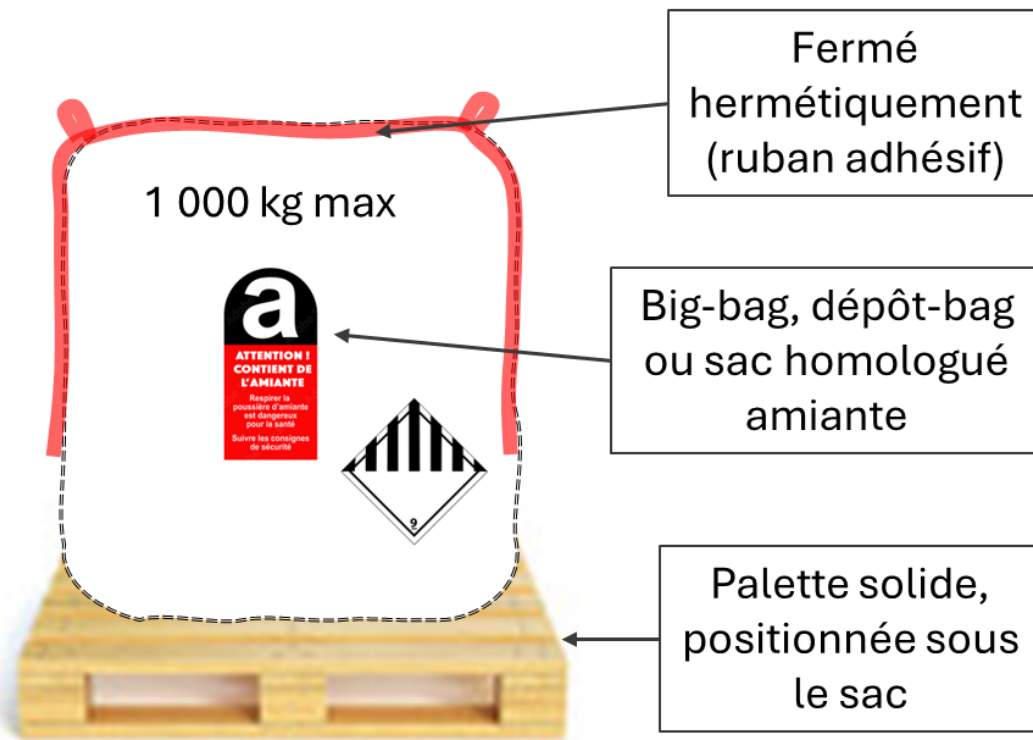 Fermé
hermétiquement
(ruban adhésif)
1 000 kg max
a
ATTENTION !
CONTIENT DE
L'AMIANTE
Respirer la
poussière d'amiante
est dangereux
pour la santé
Suivre les consignes
de sécurité
Big-bag, dépôt-bag
ou sac homologué
amiante
9
Palette solide,
positionnée sous
le sac